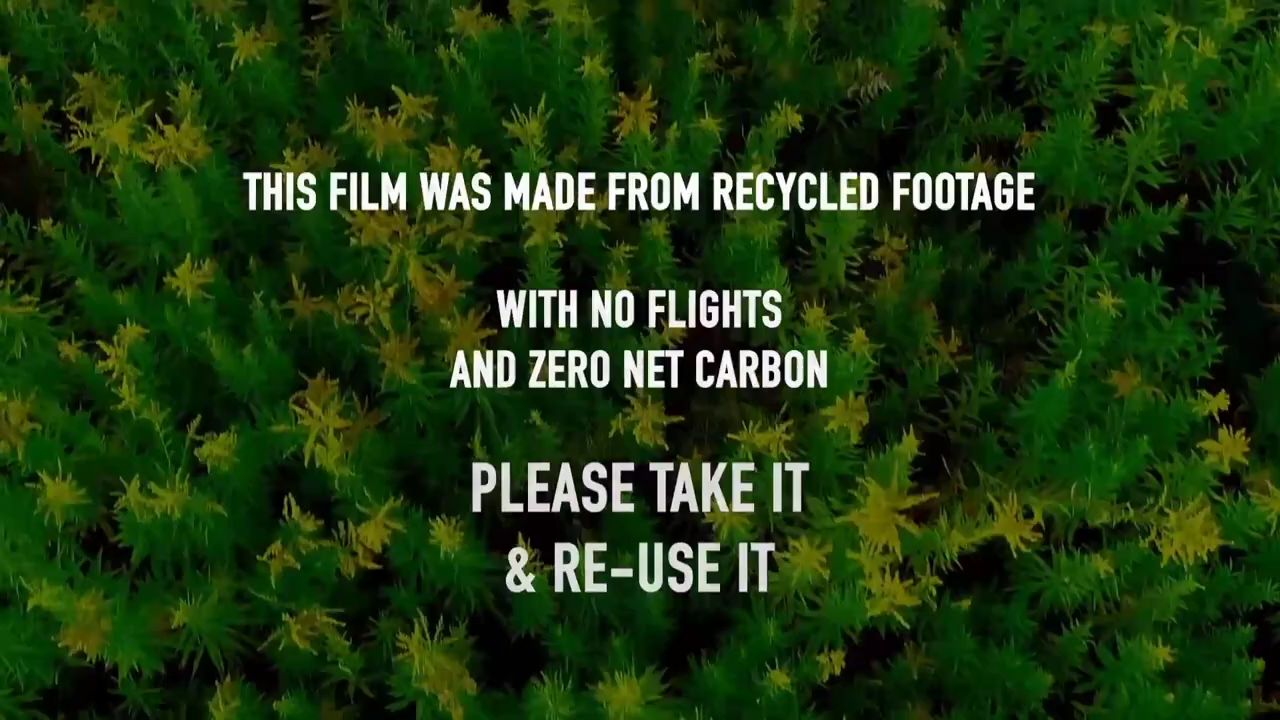 THIS FILM WAS MADE FROM RECYCLED FOOTAGE
WITH NO FLIGHTS
AND ZERO NET CARBON
PLEASE TAKE IT
& RE-USE IT